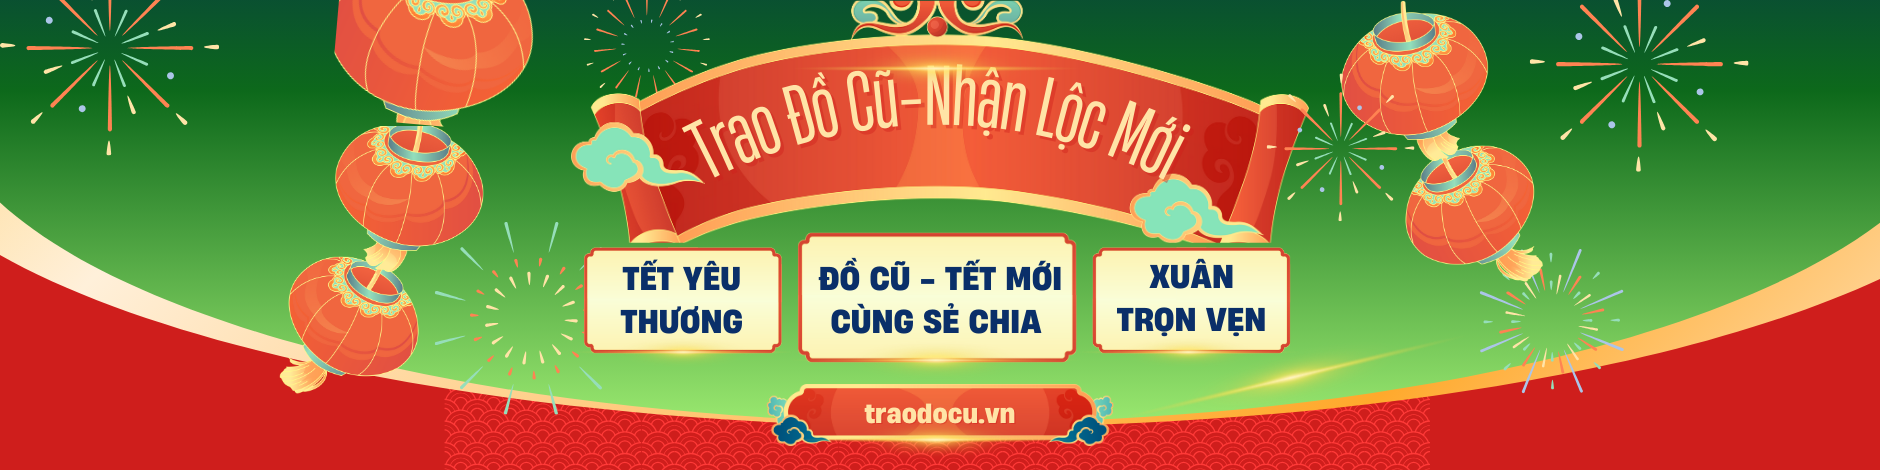 Trao Đồ Cũ-Nhận Lộc Mới
TẾT YÊU
THƯƠNG
ĐỒ CŨ - TẾT MỚI
CÙNG SẺ CHIA
XUÂN
TRỌN VẸN
traodocu.vn